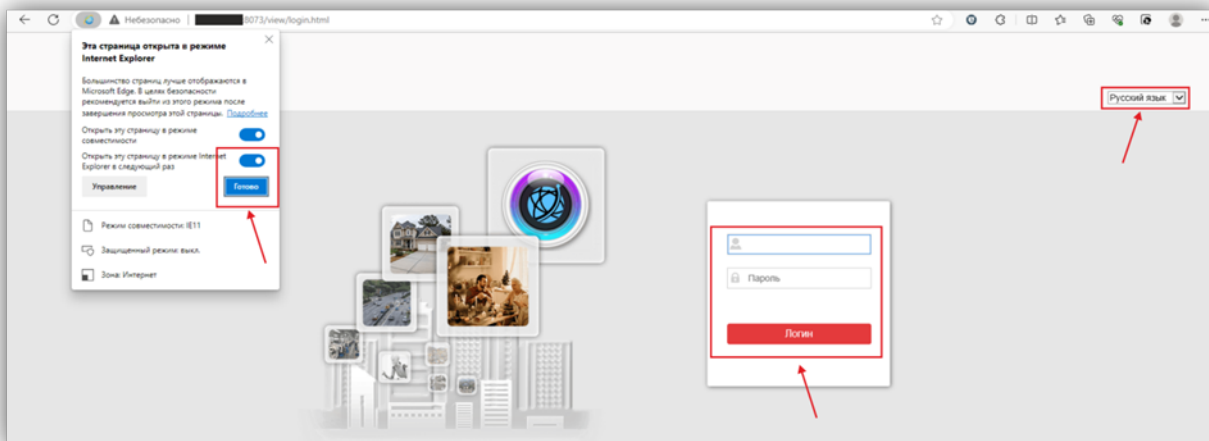 Небезопасно
8073/view/login.html
Эта страница открыта в режиме
Internet Explorer
Большинство страниц лучше отображаются в
Microsoft Edge. В целях безопасности
рекомендуется выйти из этого режима после
завершения просмотра этой страницы. Подробнее
Открыть эту страницу в режиме
совместимости
Открыть эту страницу в режиме Internet
Explorer в следующий раз
Управление
Готово
Режим совместимости: IE11
Защищенный режим: выкл.
Зона: Интернет
Русский язык
Пароль
Логин